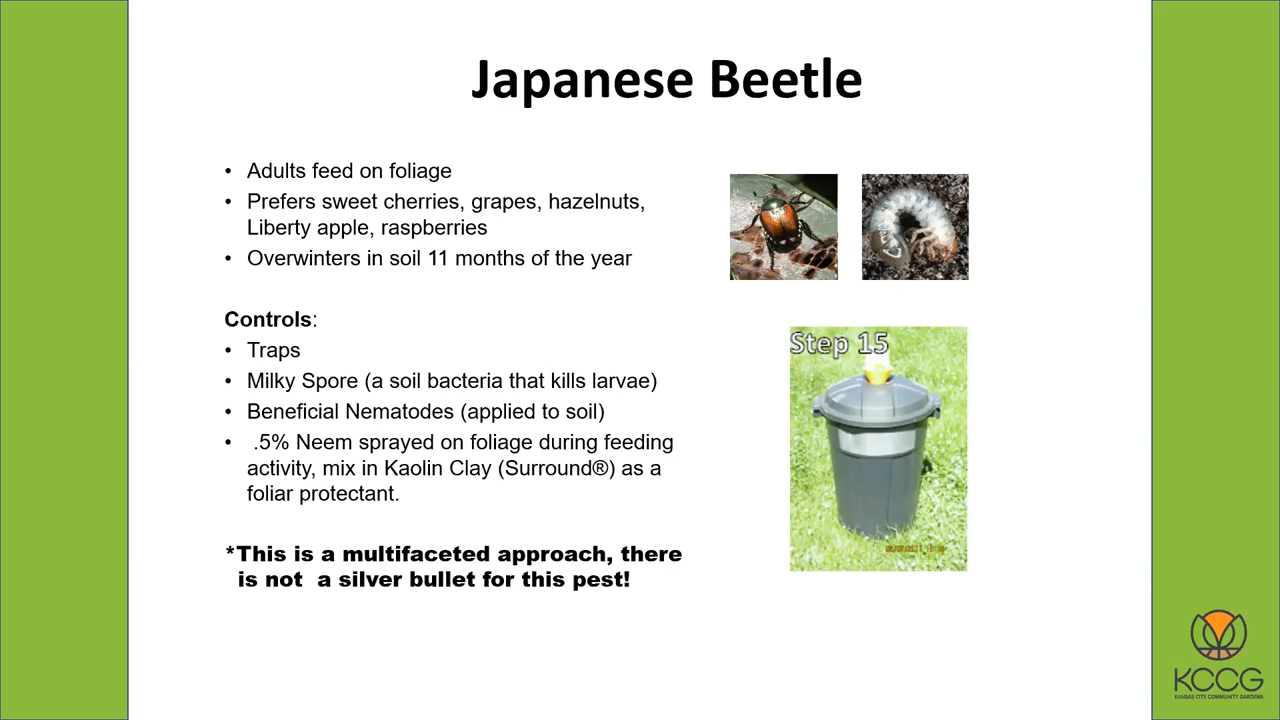 Japanese Beetle
• Adults feed on foliage
• Prefers sweet cherries, grapes, hazelnuts,
Liberty apple, raspberries
• Overwinters in soil 11 months of the year
Controls:
• Traps
• Milky Spore (a soil bacteria that kills larvae)
• Beneficial Nematodes (applied to soil)
• .5% Neem sprayed on foliage during feeding
activity, mix in Kaolin Clay (Surround®) as a
foliar protectant.
*This is a multifaceted approach, there
is not a silver bullet for this pest!
Step 15
KCCG
KANSAS CITY COMMUNITY GARDENS